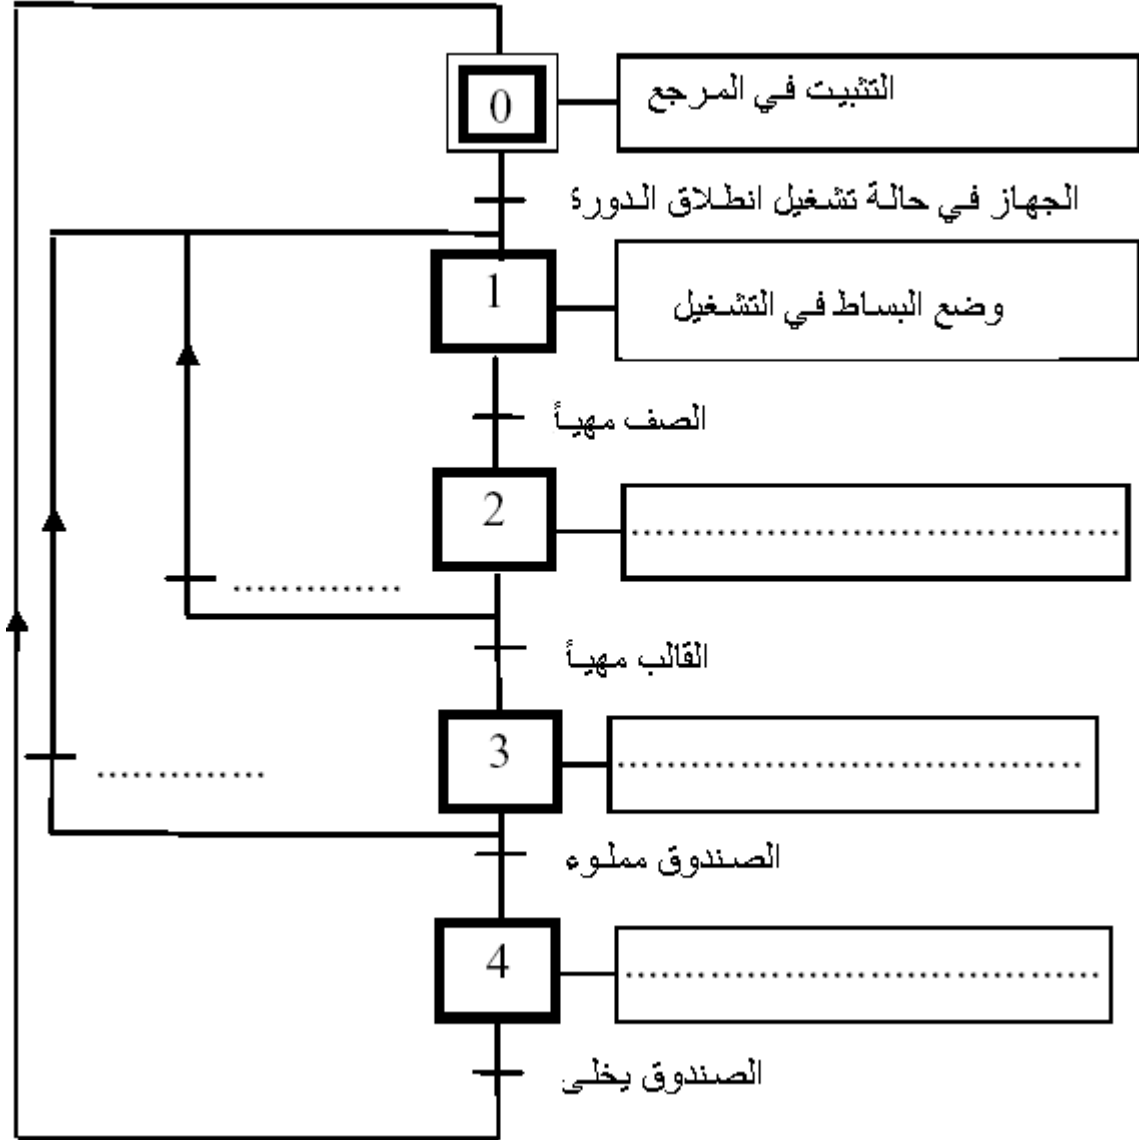 0
التثبيت في المرجع
الجهاز في حالة تشغيل انطلاق الدورة
1
وضع البساط في التشغيل
الصف مهيأ
2
........................................
..............
القالب مهيأ
3
......................................
..............
الصندوق مملوء
4
.......................................
الصندوق يخلى